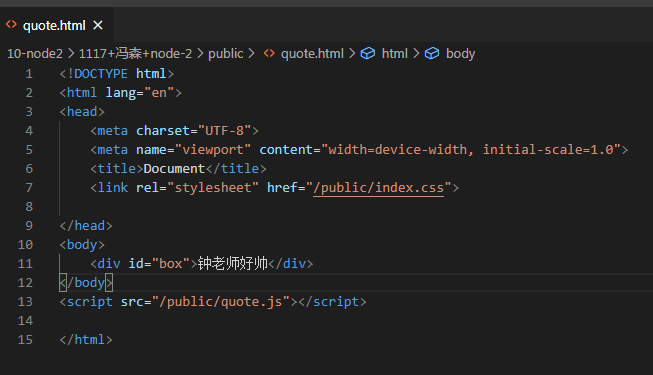 quote.html
10-node2 > 1117+冯森+node-2 > public > quote.html > html > body
1 <!DOCTYPE html>
2 <html lang="en">
3 <head>
4     <meta charset="UTF-8">
5     <meta name="viewport" content="width=device-width, initial-scale=1.0">
6     <title>Document</title>
7     <link rel="stylesheet" href="/public/index.css">
8
9 </head>
10 <body>
11     <div id="box">钟老师好帅</div>
12 </body>
13 <script src="/public/quote.js"></script>
14
15 </html>